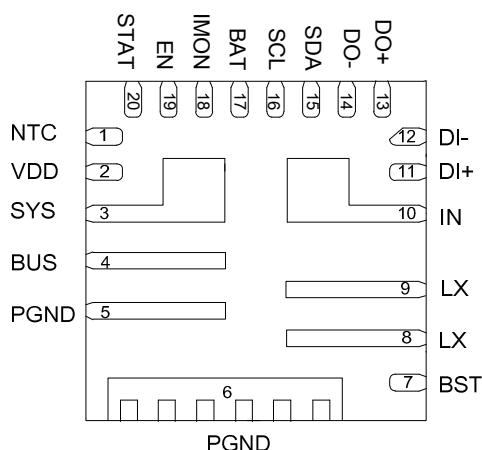 STAT EN IMON BAT SCL SDA DO- DO+
20 19 18 17 16 15 14 13
NTC 1 12 DI-
VDD 2 11 DI+
SYS 3 10 IN
BUS 4
9 LX
PGND 5
8 LX
7 BST
6
PGND